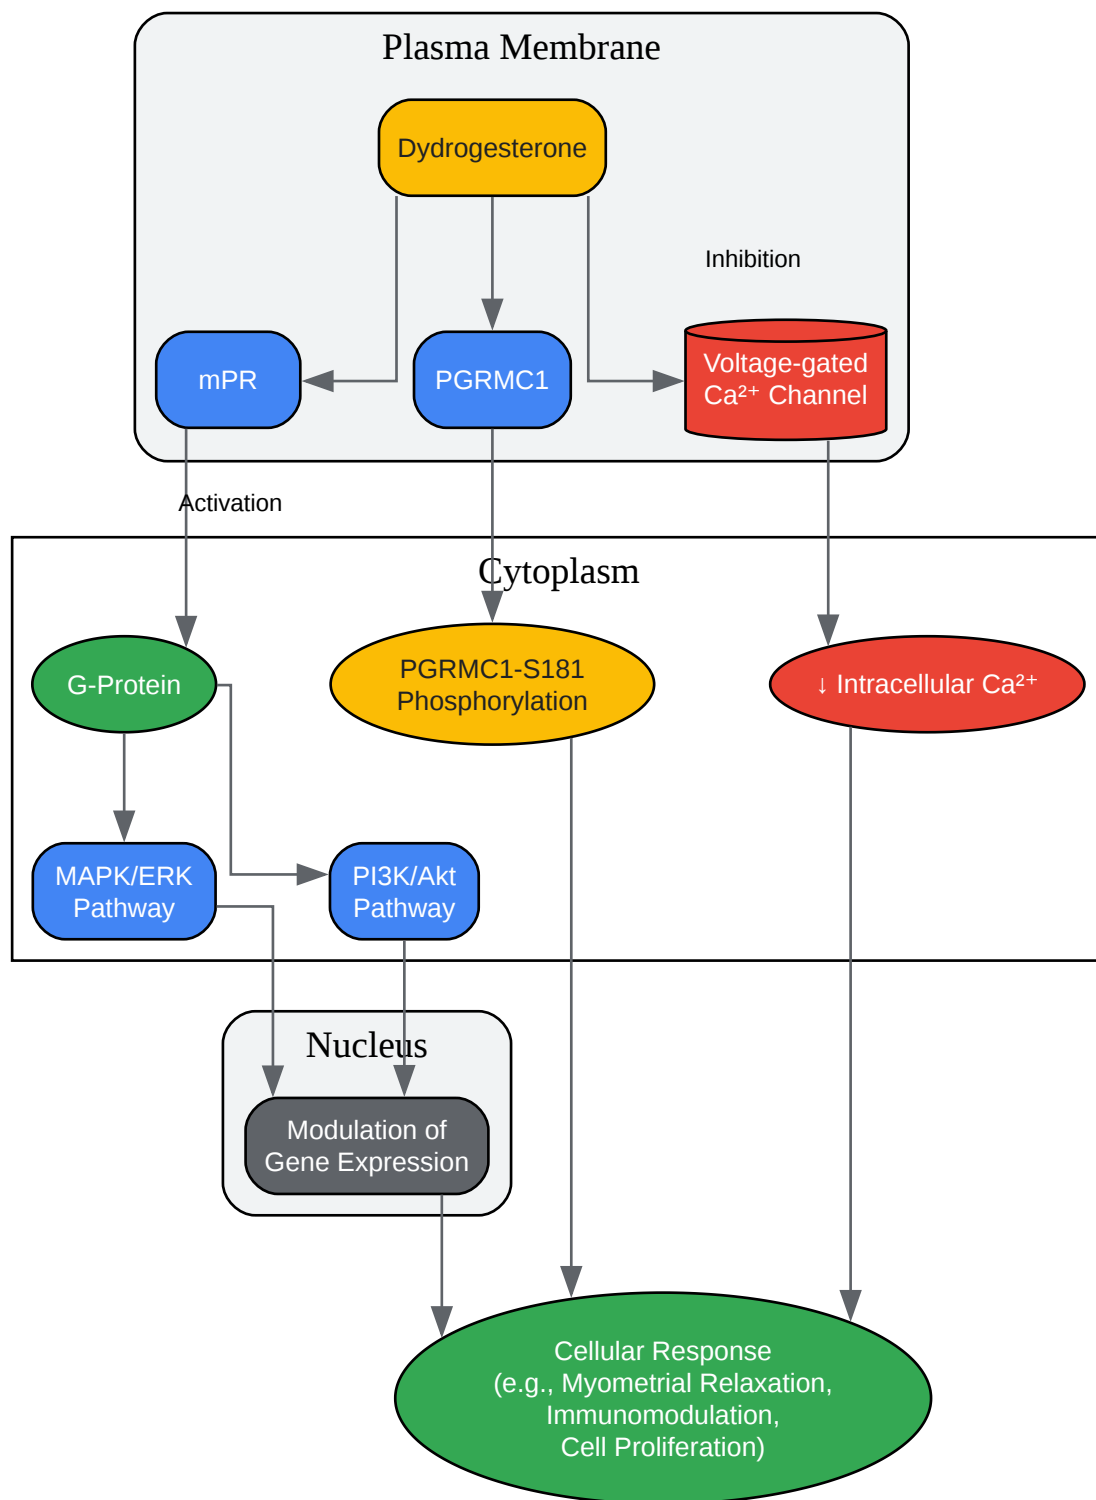 Plasma Membrane
Dydrogesterone
Inhibition
mPR
PGRMC1
Voltage-gated
Ca²⁺ Channel
Activation
Cytoplasm
G-Protein
PGRMC1-S181
Phosphorylation
↓ Intracellular Ca²⁺
MAPK/ERK
Pathway
PI3K/Akt
Pathway
Nucleus
Modulation of
Gene Expression
Cellular Response
(e.g., Myometrial Relaxation,
Immunomodulation,
Cell Proliferation)